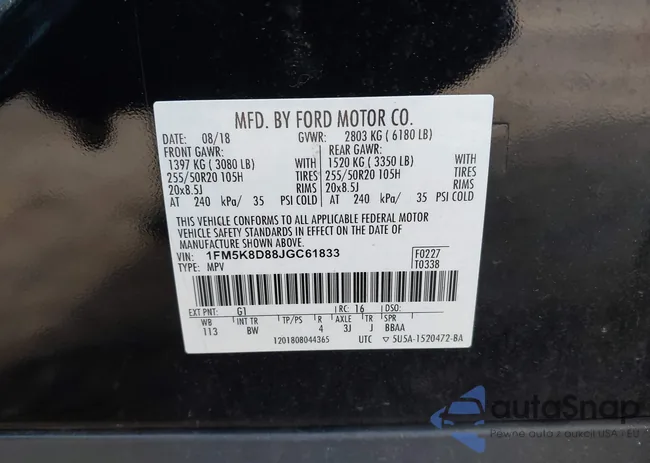 MFD. BY FORD MOTOR CO.
DATE: 08/18 GVWR: 2803 KG ( 6180 LB)
FRONT GAWR: REAR GAWR:
1397 KG ( 3080 LB) WITH 1520 KG ( 3350 LB) WITH
255/50R20 105H TIRES 255/50R20 105H TIRES
20x8.5J RIMS 20x8.5J RIMS
AT 240 kPa/ 35 PSI COLD AT 240 kPa/ 35 PSI COLD
THIS VEHICLE CONFORMS TO ALL APPLICABLE FEDERAL MOTOR
VEHICLE SAFETY STANDARDS IN EFFECT ON THE DATE OF
MANUFACTURE SHOWN ABOVE.
VIN: 1FM5K8D88JGC61833 F0227
TYPE: MPV T0338
EXT PNT: G1 RC: 16 DSO:
WB INT TR TP/PS R AXLE TR SPR
113 BW 4 3J J BBAA
1201808044365 UTC ▽ 5U5A-1520472-BA
autoSnap
Pewne auta z aukcji USA - EU